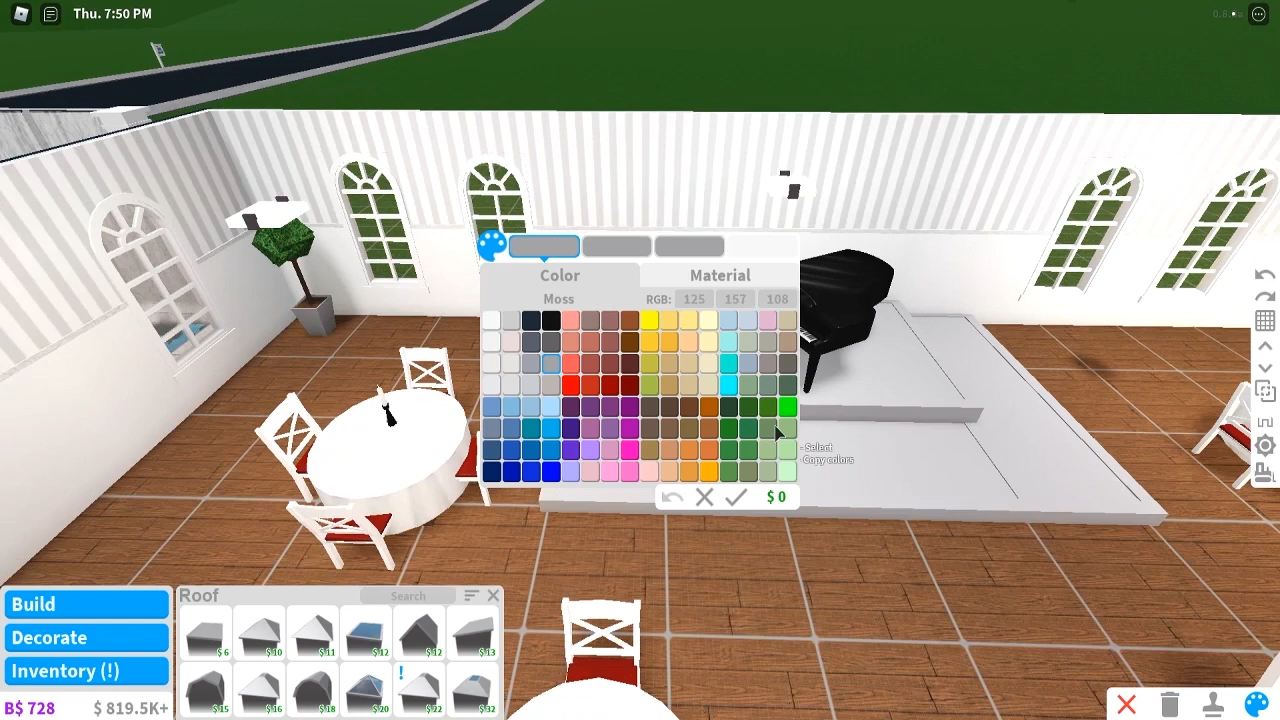 Thu. 7:50 PM
Color
Material
Moss
RGB: 125 157 108
- Select
- Copy colors
$ 0
Build
Decorate
Inventory (!)
B$ 728
$ 819.5K+
Roof
Search
$ 6
$ 10
$ 11
$ 12
$ 12
$ 13
$ 15
$ 16
$ 18
$ 20
!
$ 22
$ 32